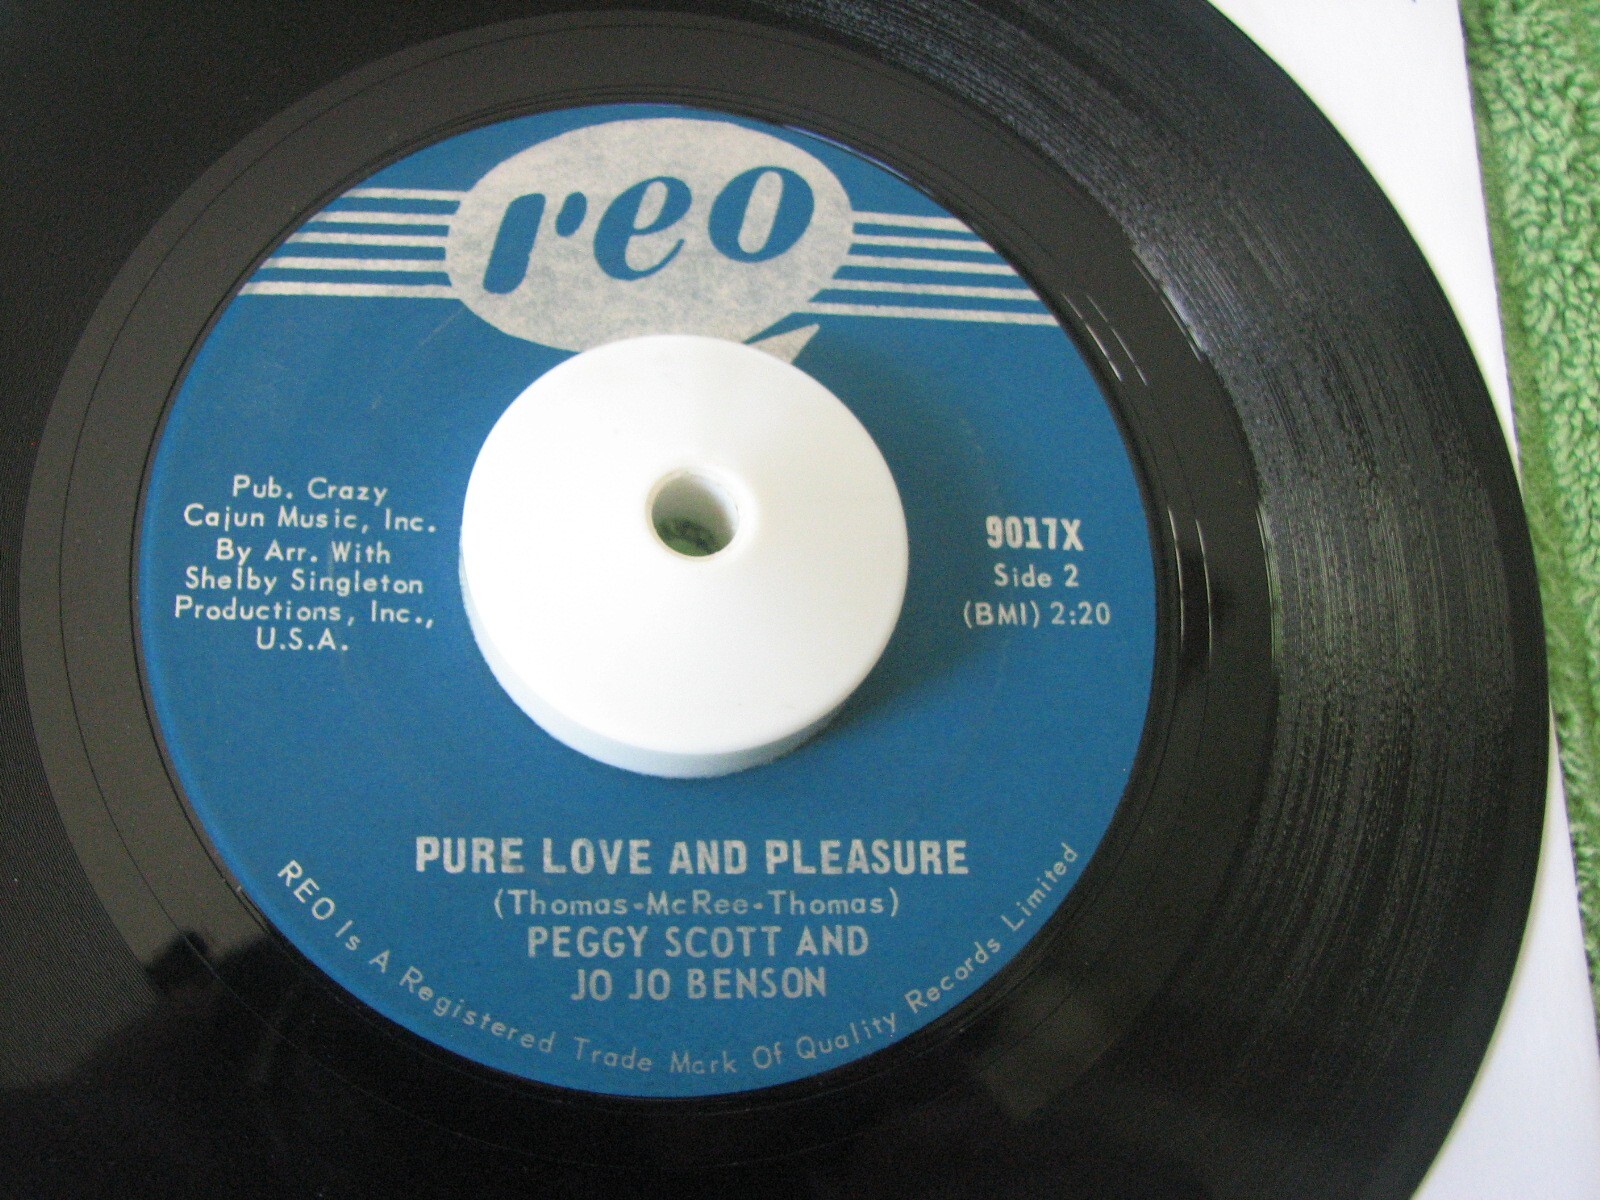 reo
Pub. Crazy
Cajun Music, Inc.
By Arr. With
Shelby Singleton
Productions, Inc.,
U.S.A.
9017X
Side 2
(BMI) 2:20
PURE LOVE AND PLEASURE
(Thomas-McRee-Thomas)
PEGGY SCOTT AND
JO JO BENSON
REO Is A Registered Trade Mark Of Quality Records Limited